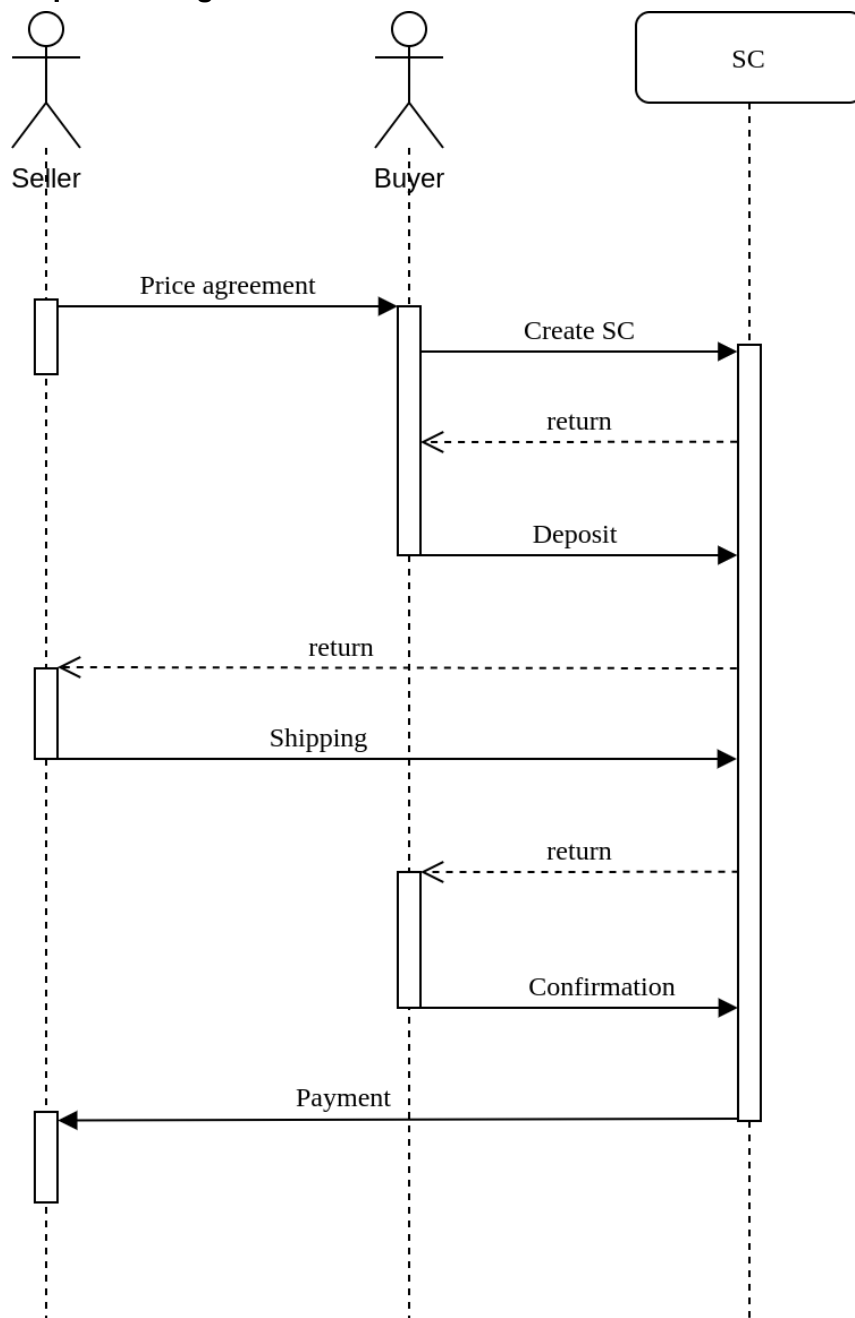 SC
Seller
Buyer
Price agreement
Create SC
return
Deposit
return
Shipping
return
Confirmation
Payment